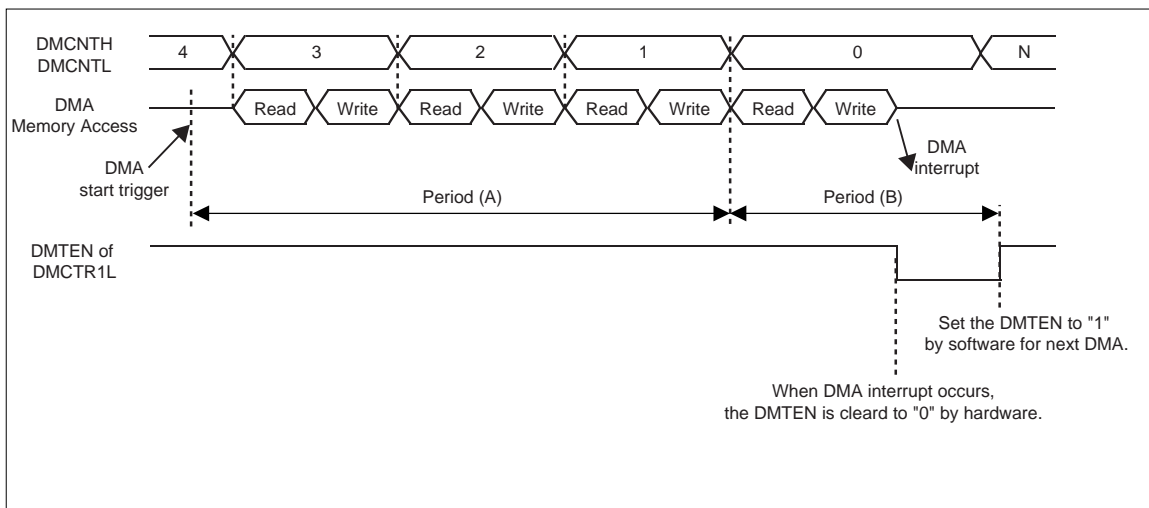 DMCNTH
DMCNTL
4
3
2
1
0
N
DMA
Memory Access
Read
Write
Read
Write
Read
Write
Read
Write
DMA
start trigger
DMA
interrupt
Period (A)
Period (B)
DMTEN of
DMCTR1L
Set the DMTEN to "1"
by software for next DMA.
When DMA interrupt occurs,
the DMTEN is cleard to "0" by hardware.